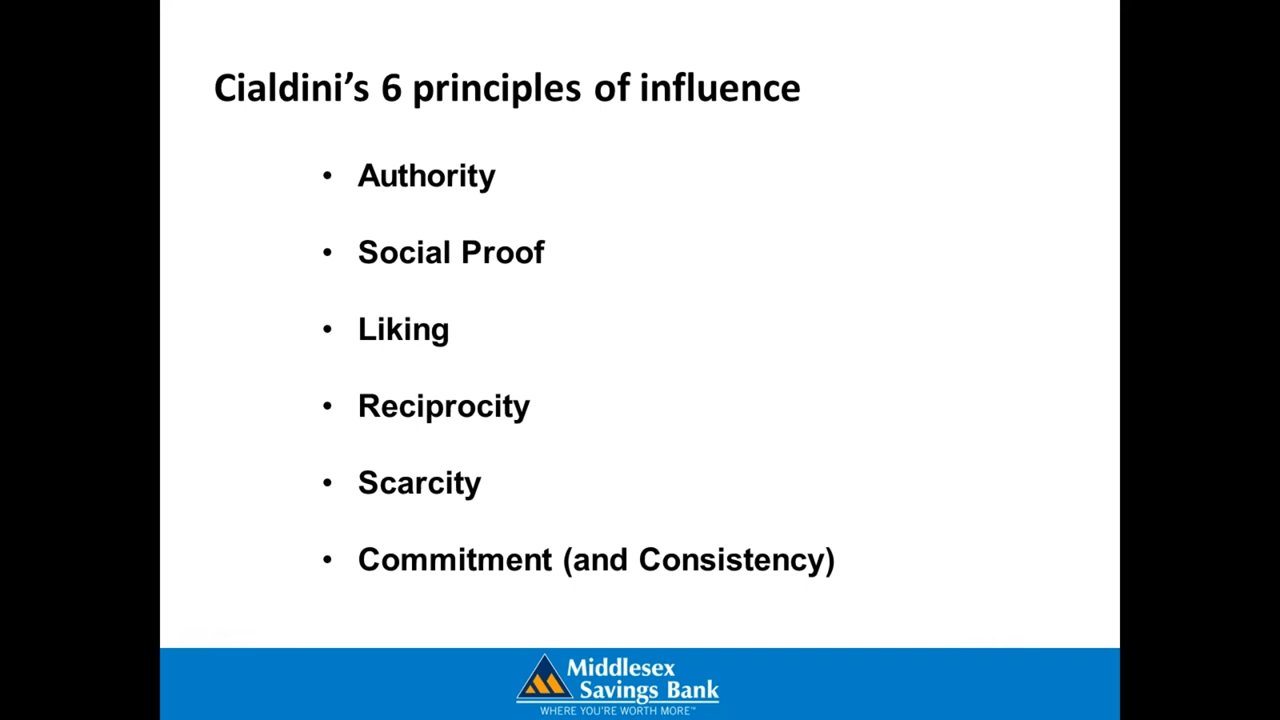 Cialdini’s 6 principles of influence
• Authority
• Social Proof
• Liking
• Reciprocity
• Scarcity
• Commitment (and Consistency)
Middlesex
Savings Bank
WHERE YOU'RE WORTH MORE™